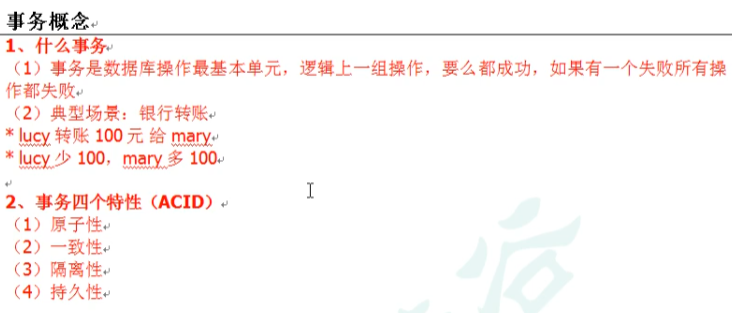 事务概念
1、什么事务
（1）事务是数据库操作最基本单元，逻辑上一组操作，要么都成功，如果有一个失败所有操
作都失败
（2）典型场景：银行转账
* lucy 转账 100 元 给 mary
* lucy 少 100，mary 多 100
2、事务四个特性（ACID）
（1）原子性
（2）一致性
（3）隔离性
（4）持久性